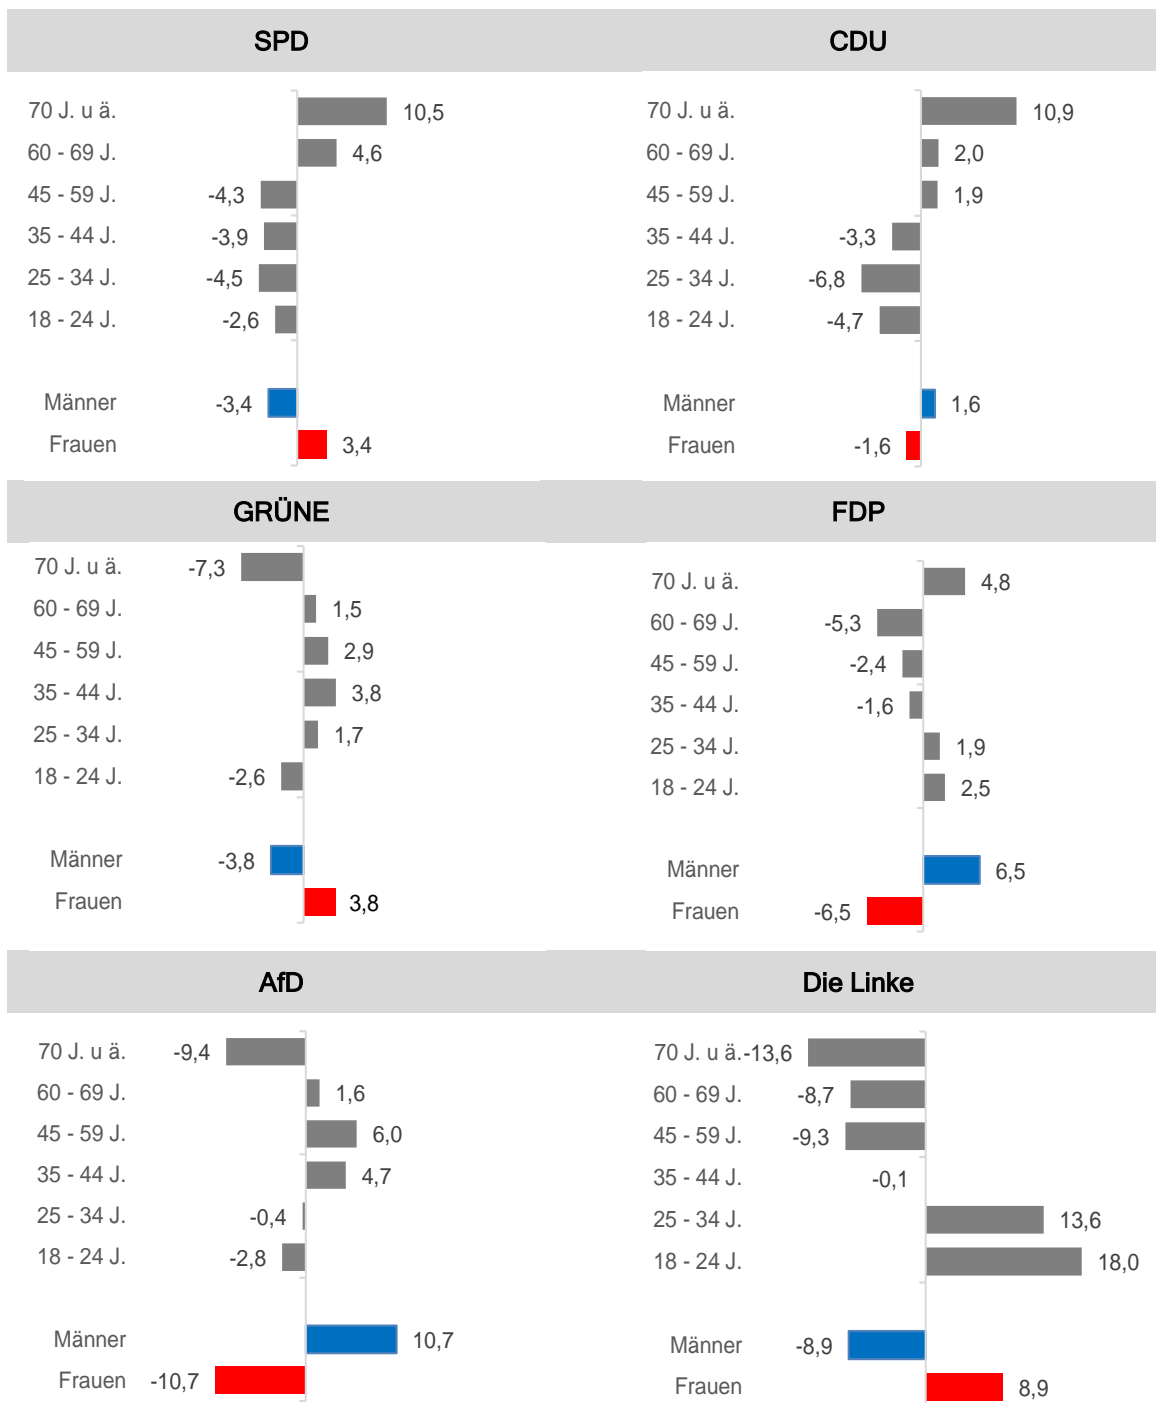 SPD
70 J. u ä. 10,5
60 - 69 J. 4,6
45 - 59 J. -4,3
35 - 44 J. -3,9
25 - 34 J. -4,5
18 - 24 J. -2,6
Männer -3,4
Frauen 3,4
CDU
70 J. u ä. 10,9
60 - 69 J. 2,0
45 - 59 J. 1,9
35 - 44 J. -3,3
25 - 34 J. -6,8
18 - 24 J. -4,7
Männer 1,6
Frauen -1,6
GRÜNE
70 J. u ä. -7,3
60 - 69 J. 1,5
45 - 59 J. 2,9
35 - 44 J. 3,8
25 - 34 J. 1,7
18 - 24 J. -2,6
Männer -3,8
Frauen 3,8
FDP
70 J. u ä. 4,8
60 - 69 J. -5,3
45 - 59 J. -2,4
35 - 44 J. -1,6
25 - 34 J. 1,9
18 - 24 J. 2,5
Männer 6,5
Frauen -6,5
AfD
70 J. u ä. -9,4
60 - 69 J. 1,6
45 - 59 J. 6,0
35 - 44 J. 4,7
25 - 34 J. -0,4
18 - 24 J. -2,8
Männer 10,7
Frauen -10,7
Die Linke
70 J. u ä. -13,6
60 - 69 J. -8,7
45 - 59 J. -9,3
35 - 44 J. -0,1
25 - 34 J. 13,6
18 - 24 J. 18,0
Männer -8,9
Frauen 8,9